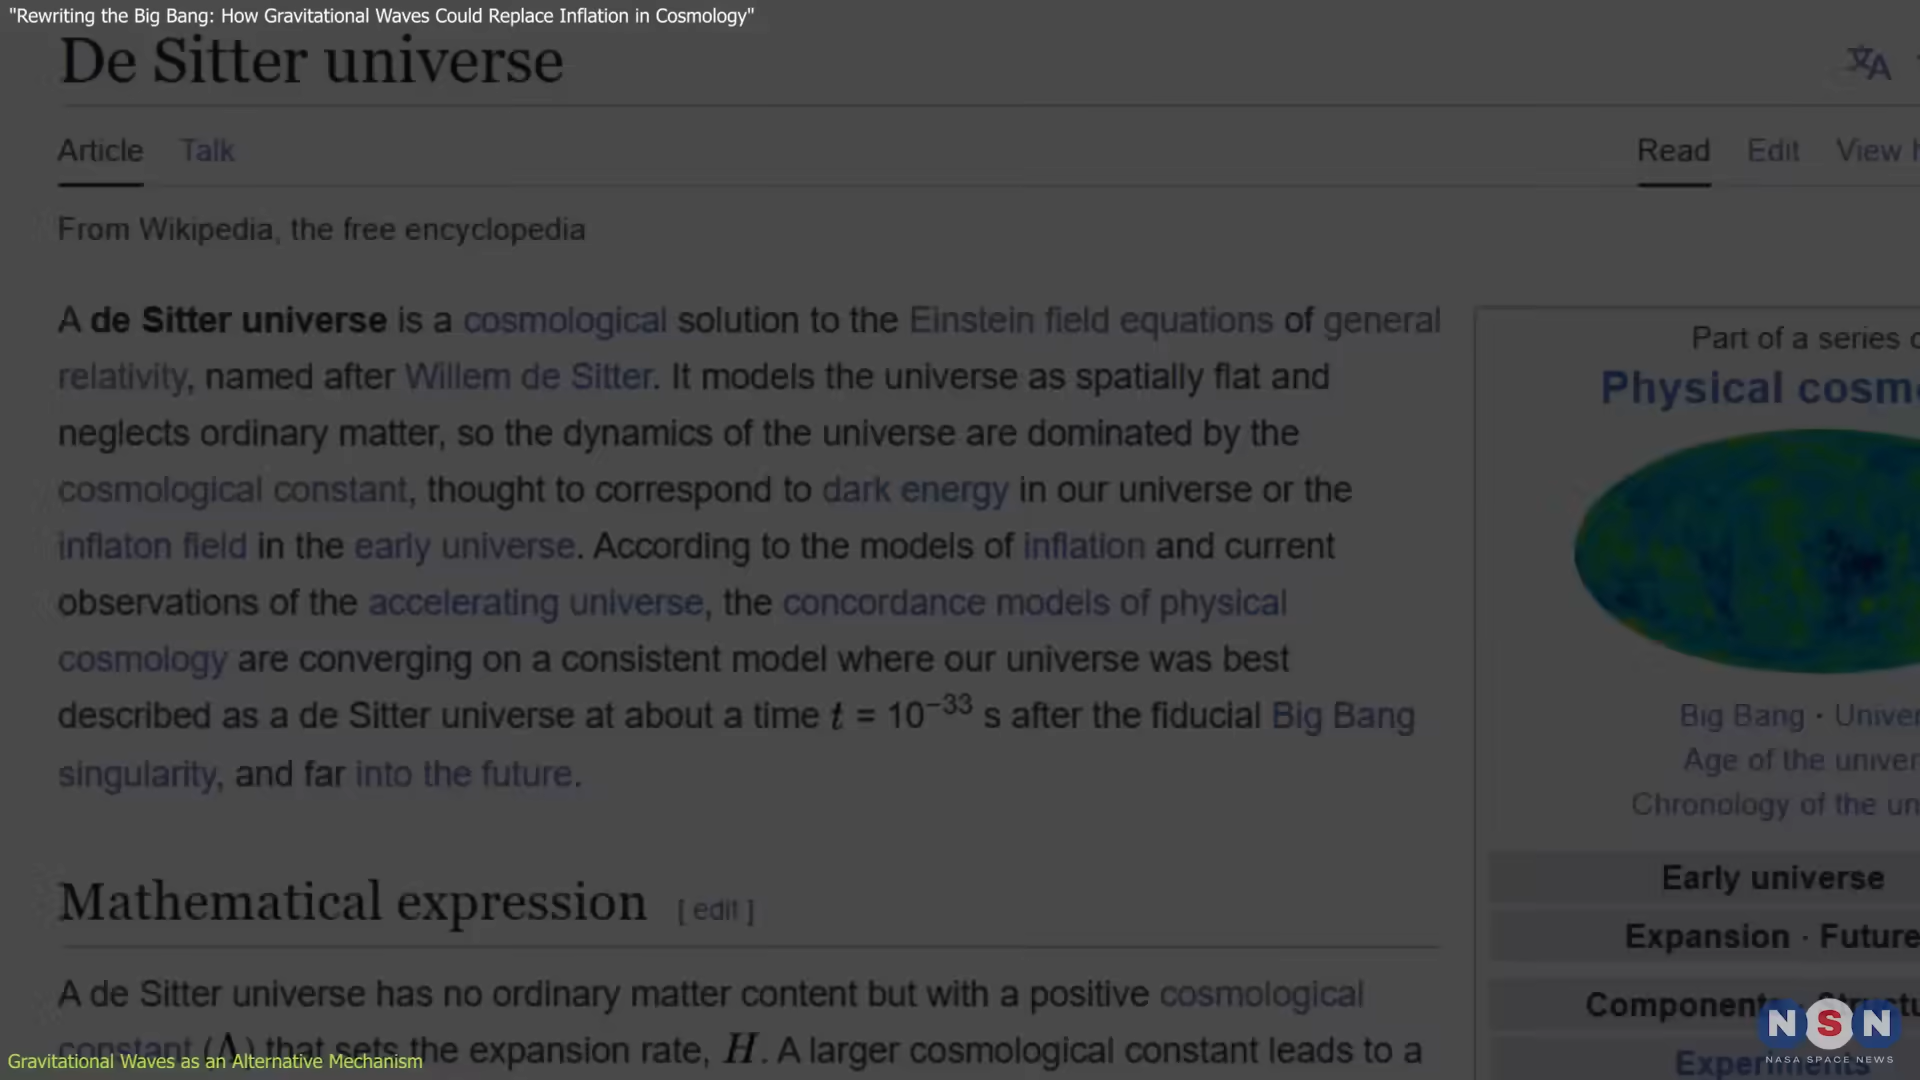 "Rewriting the Big Bang: How Gravitational Waves Could Replace Inflation in Cosmology"
De Sitter universe
Article Talk
Read Edit View
From Wikipedia, the free encyclopedia
A de Sitter universe is a cosmological solution to the Einstein field equations of general
relativity, named after Willem de Sitter. It models the universe as spatially flat and
neglects ordinary matter, so the dynamics of the universe are dominated by the
cosmological constant, thought to correspond to dark energy in our universe or the
inflaton field in the early universe. According to the models of inflation and current
observations of the accelerating universe, the concordance models of physical
cosmology are converging on a consistent model where our universe was best
described as a de Sitter universe at about a time t = 10⁻³³ s after the fiducial Big Bang
singularity, and far into the future.
Mathematical expression [ edit ]
A de Sitter universe has no ordinary matter content but with a positive cosmological
constant (Λ) that sets the expansion rate, H. A larger cosmological constant leads to a
Part of a series
Physical cosm
Big Bang · Univer
Age of the univer
Chronology of the un
Early universe
Expansion · Future
Components · Structu
Experiments
Gravitational Waves as an Alternative Mechanism
NSN
NASA SPACE NEWS